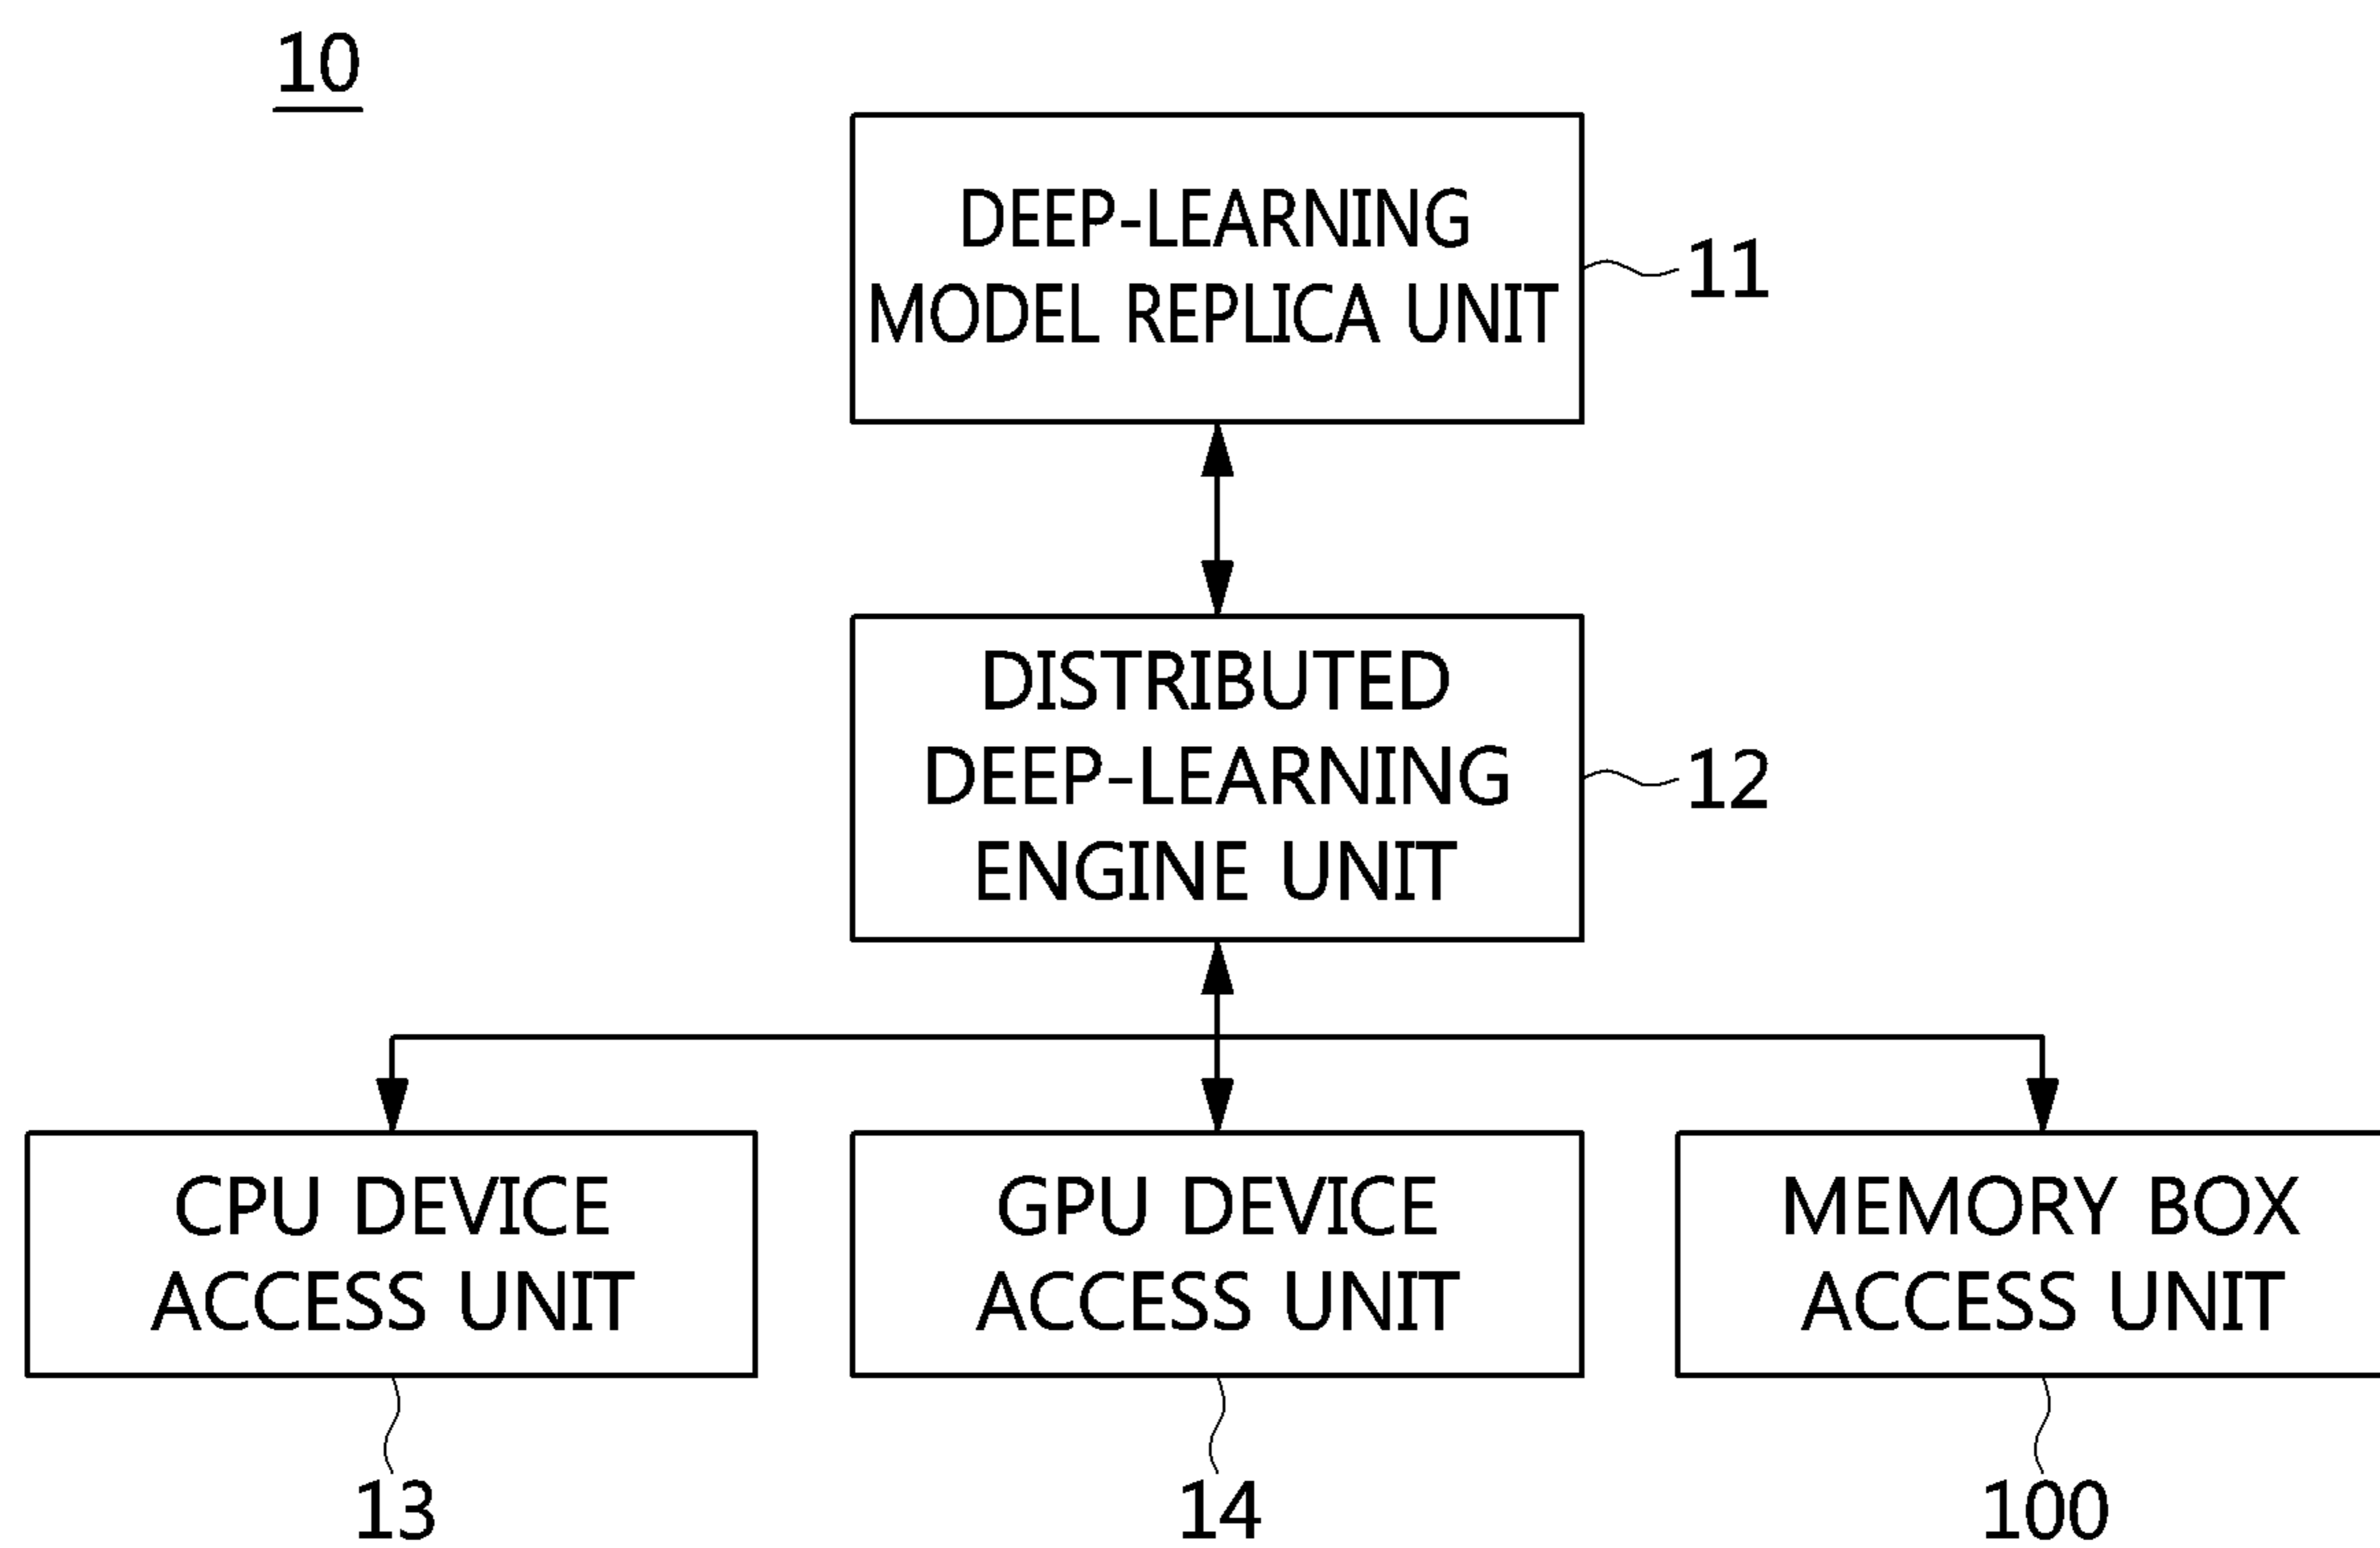 10
DEEP-LEARNING
MODEL REPLICA UNIT
11
DISTRIBUTED
DEEP-LEARNING
ENGINE UNIT
12
CPU DEVICE
ACCESS UNIT
13
GPU DEVICE
ACCESS UNIT
14
MEMORY BOX
ACCESS UNIT
100